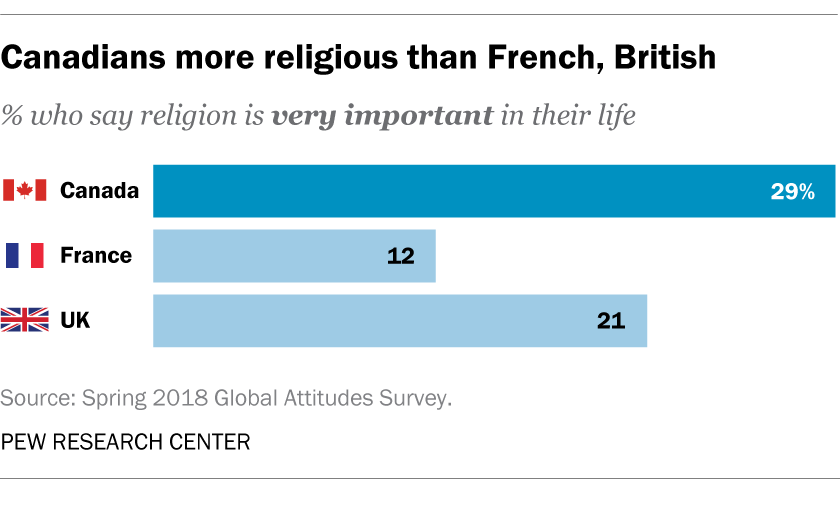 Canadians more religious than French, British
% who say religion is very important in their life
Canada 29%
France 12
UK 21
Source: Spring 2018 Global Attitudes Survey.
PEW RESEARCH CENTER